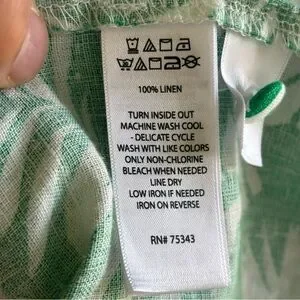 100% LINEN
TURN INSIDE OUT
MACHINE WASH COOL
- DELICATE CYCLE
WASH WITH LIKE COLORS
ONLY NON-CHLORINE
BLEACH WHEN NEEDED
LINE DRY
LOW IRON IF NEEDED
IRON ON REVERSE
RN# 75343